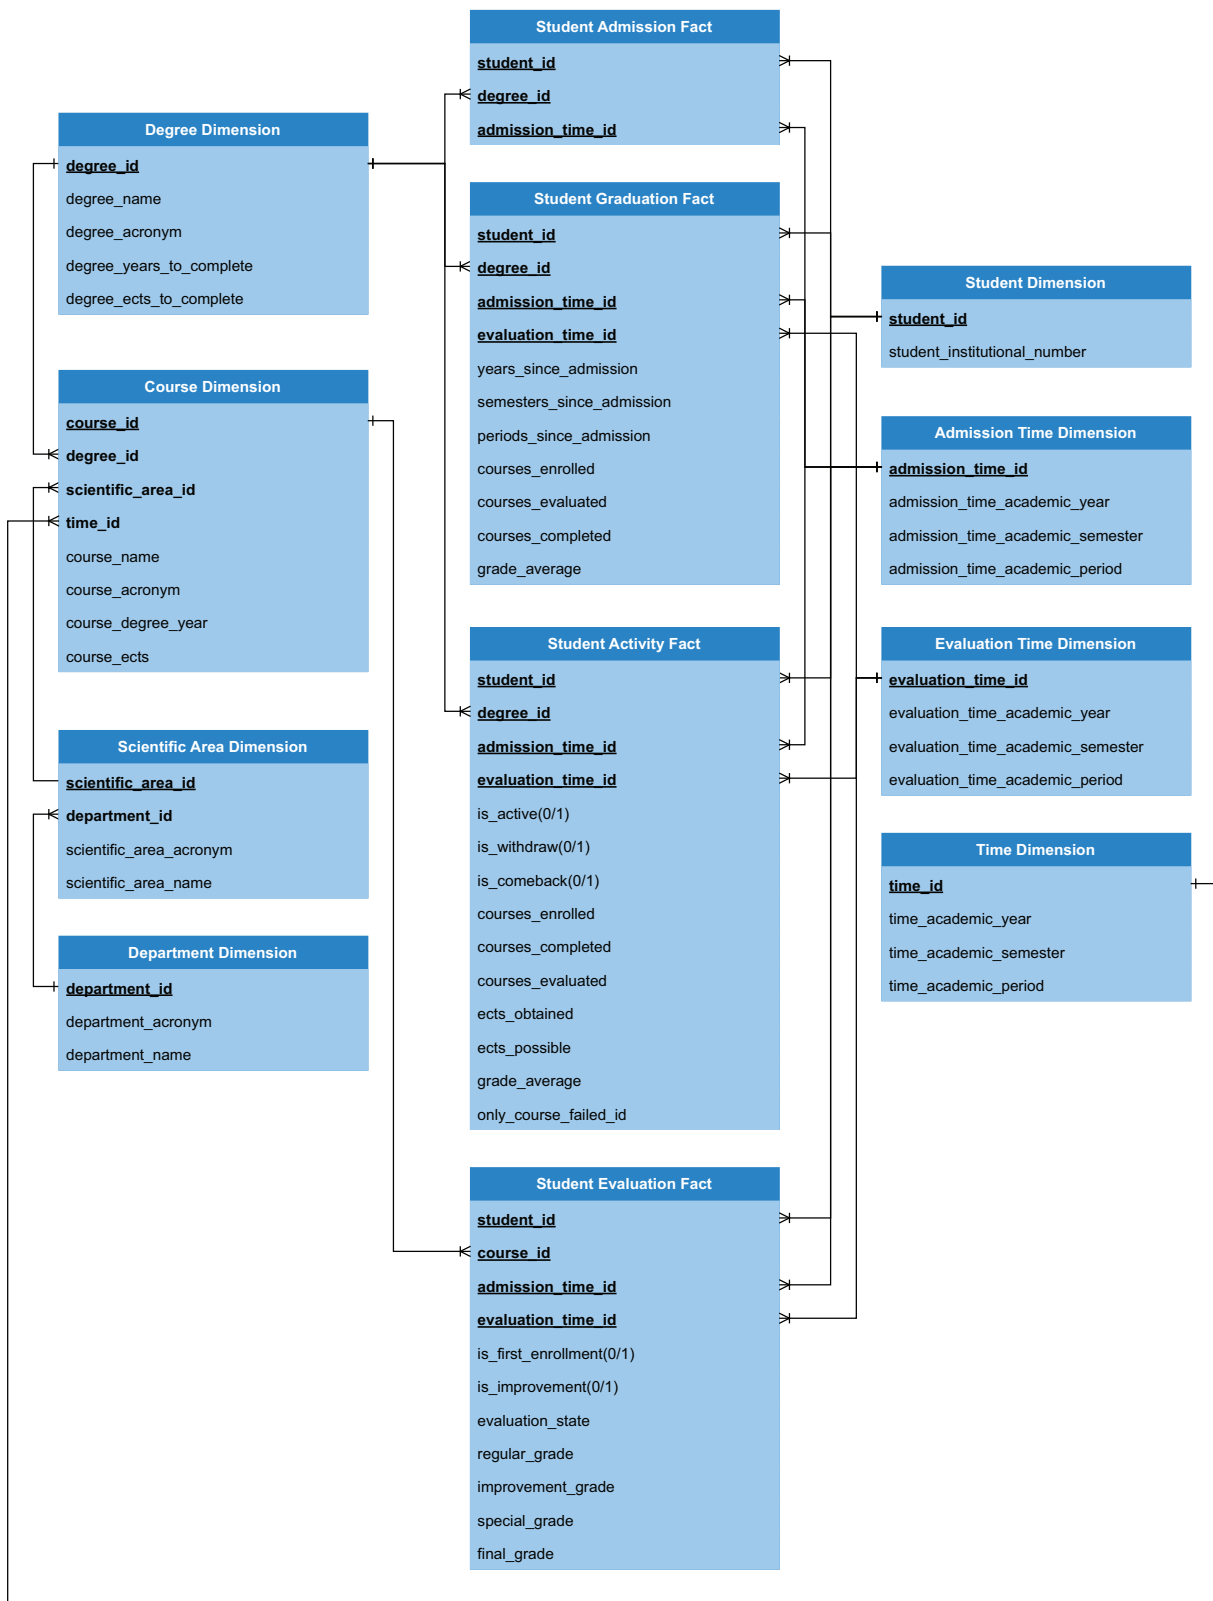 Student Admission Fact
student_id
degree_id
admission_time_id
Degree Dimension
degree_id
degree_name
degree_acronym
degree_years_to_complete
degree_ects_to_complete
Student Graduation Fact
student_id
degree_id
admission_time_id
evaluation_time_id
years_since_admission
semesters_since_admission
periods_since_admission
courses_enrolled
courses_evaluated
courses_completed
grade_average
Student Dimension
student_id
student_institutional_number
Course Dimension
course_id
degree_id
scientific_area_id
time_id
course_name
course_acronym
course_degree_year
course_ects
Admission Time Dimension
admission_time_id
admission_time_academic_year
admission_time_academic_semester
admission_time_academic_period
Student Activity Fact
student_id
degree_id
admission_time_id
evaluation_time_id
is_active(0/1)
is_withdraw(0/1)
is_comeback(0/1)
courses_enrolled
courses_completed
courses_evaluated
ects_obtained
ects_possible
grade_average
only_course_failed_id
Evaluation Time Dimension
evaluation_time_id
evaluation_time_academic_year
evaluation_time_academic_semester
evaluation_time_academic_period
Scientific Area Dimension
scientific_area_id
department_id
scientific_area_acronym
scientific_area_name
Time Dimension
time_id
time_academic_year
time_academic_semester
time_academic_period
Department Dimension
department_id
department_acronym
department_name
Student Evaluation Fact
student_id
course_id
admission_time_id
evaluation_time_id
is_first_enrollment(0/1)
is_improvement(0/1)
evaluation_state
regular_grade
improvement_grade
special_grade
final_grade